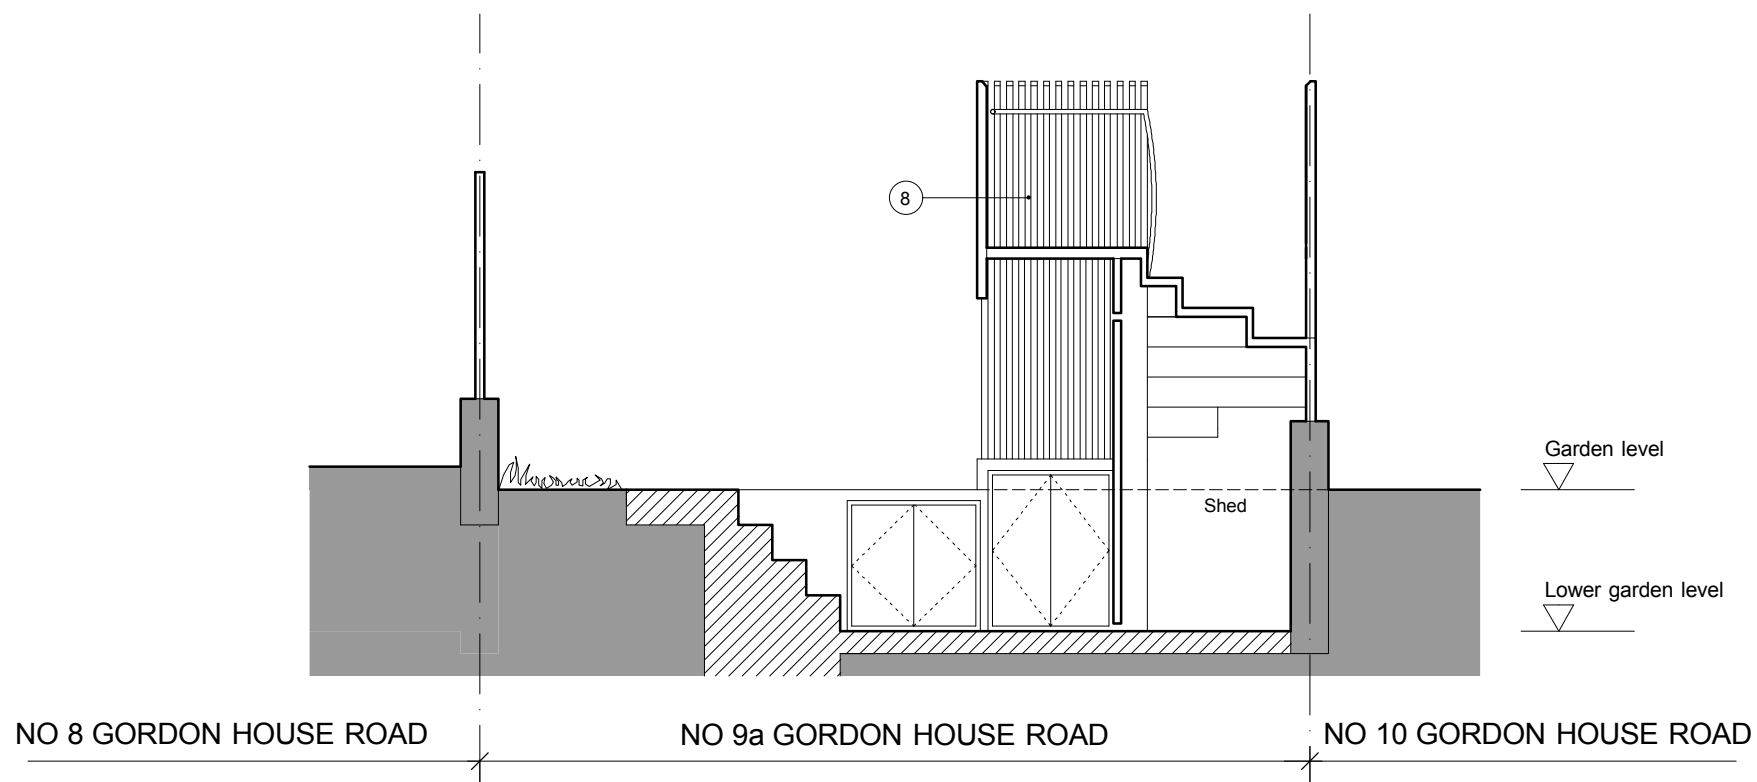 8
Garden level
Shed
Lower garden level
NO 8 GORDON HOUSE ROAD
NO 9a GORDON HOUSE ROAD
NO 10 GORDON HOUSE ROAD